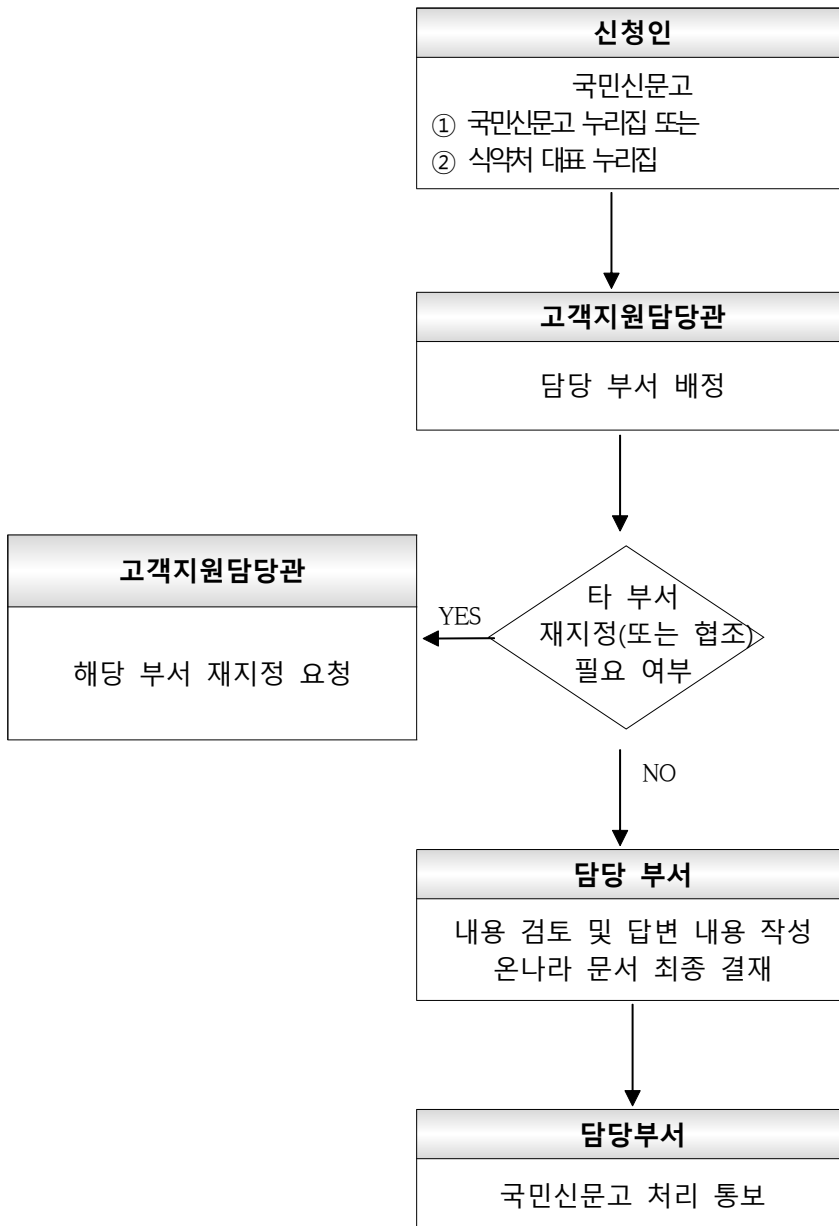 신청인
국민신문고
① 국민신문고 누리집 또는
② 식약처 대표 누리집
고객지원담당관
담당 부서 배정
타 부서
재지정(또는 협조)
필요 여부
YES
고객지원담당관
해당 부서 재지정 요청
NO
담당 부서
내용 검토 및 답변 내용 작성
온나라 문서 최종 결재
담당부서
국민신문고 처리 통보